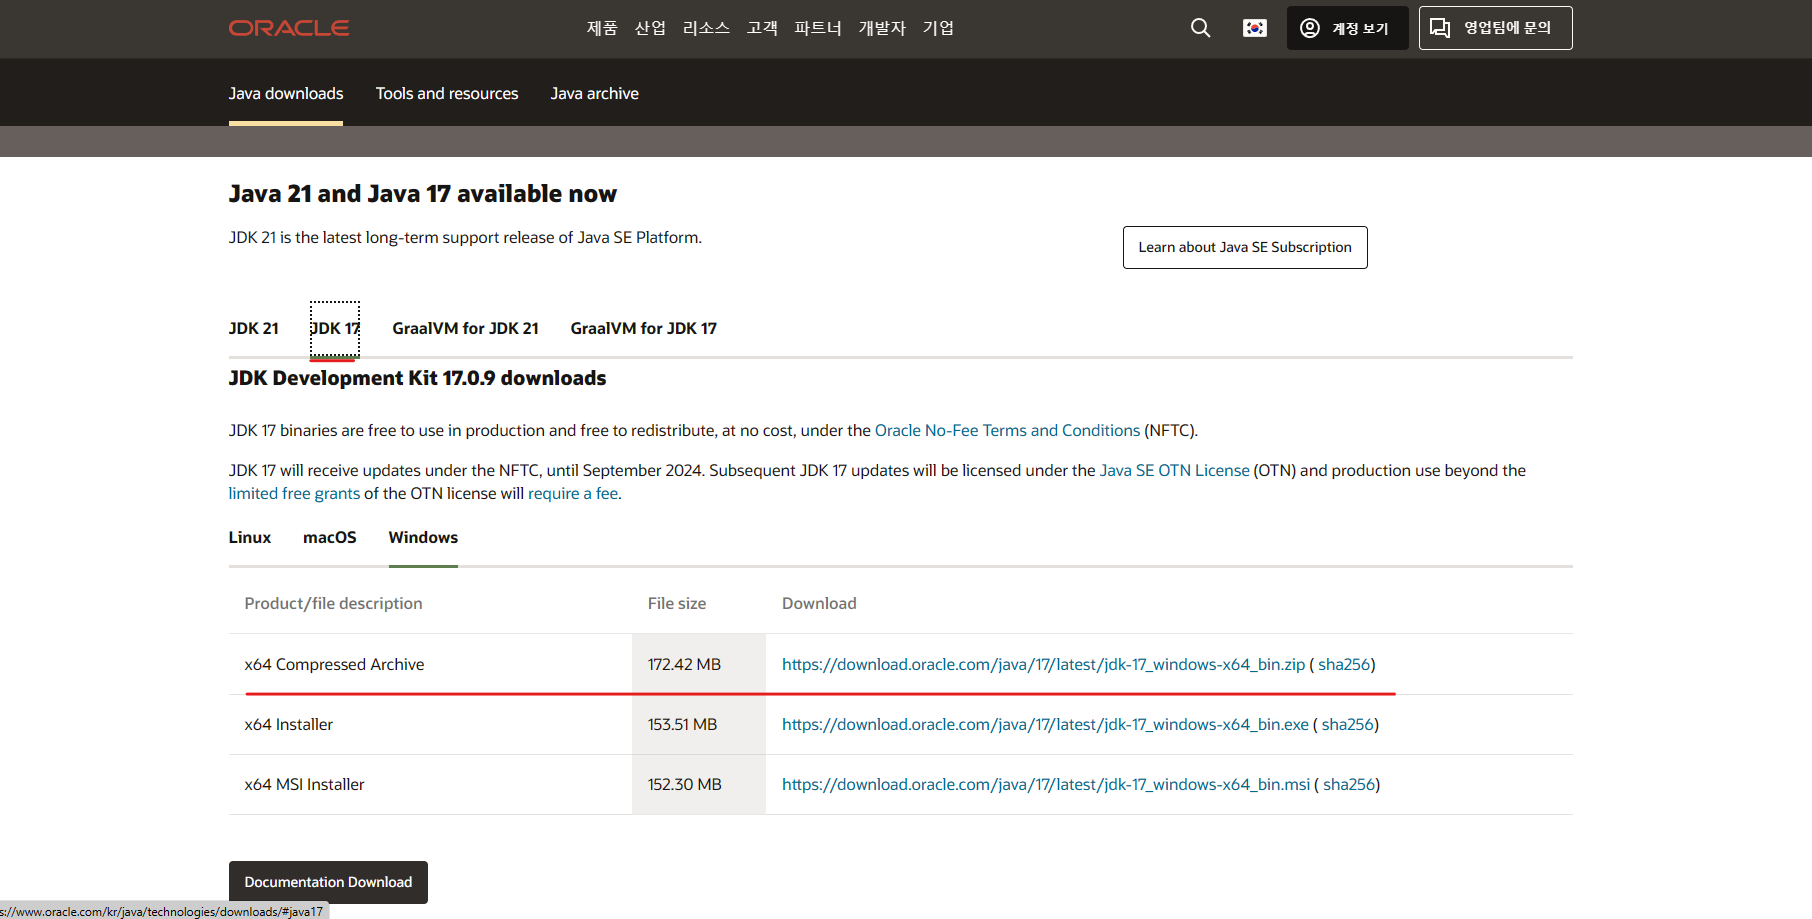 ORACLE
제품 산업 리소스 고객 파트너 개발자 기업
계정 보기
영업팀에 문의
Java downloads Tools and resources Java archive
Java 21 and Java 17 available now
JDK 21 is the latest long-term support release of Java SE Platform.
Learn about Java SE Subscription
JDK 21 JDK 17 GraalVM for JDK 21 GraalVM for JDK 17
JDK Development Kit 17.0.9 downloads
JDK 17 binaries are free to use in production and free to redistribute, at no cost, under the Oracle No-Fee Terms and Conditions (NFTC).
JDK 17 will receive updates under the NFTC, until September 2024. Subsequent JDK 17 updates will be licensed under the Java SE OTN License (OTN) and production use beyond the
limited free grants of the OTN license will require a fee.
Linux macOS Windows
Product/file description File size Download
x64 Compressed Archive 172.42 MB https://download.oracle.com/java/17/latest/jdk-17_windows-x64_bin.zip ( sha256)
x64 Installer 153.51 MB https://download.oracle.com/java/17/latest/jdk-17_windows-x64_bin.exe ( sha256)
x64 MSI Installer 152.30 MB https://download.oracle.com/java/17/latest/jdk-17_windows-x64_bin.msi ( sha256)
Documentation Download
s://www.oracle.com/kr/java/technologies/downloads/#java17